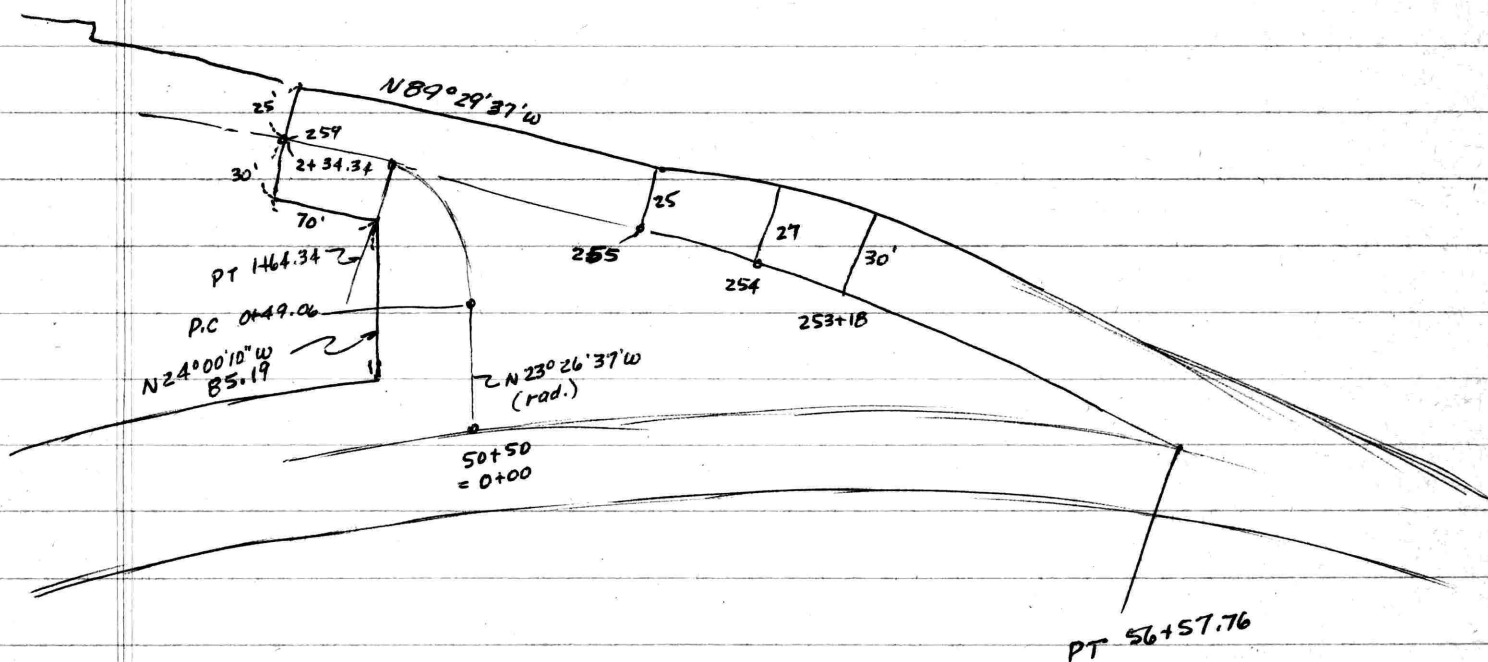 N89°29'37"W
25'
259
2+34.34
30'
70'
25
27
30'
255
254
253+18
PT 1+64.34
P.C 0+49.06
N24°00'10"W
85.19
N23°26'37"W
(rad.)
50+50
= 0+00
PT 56+57.76